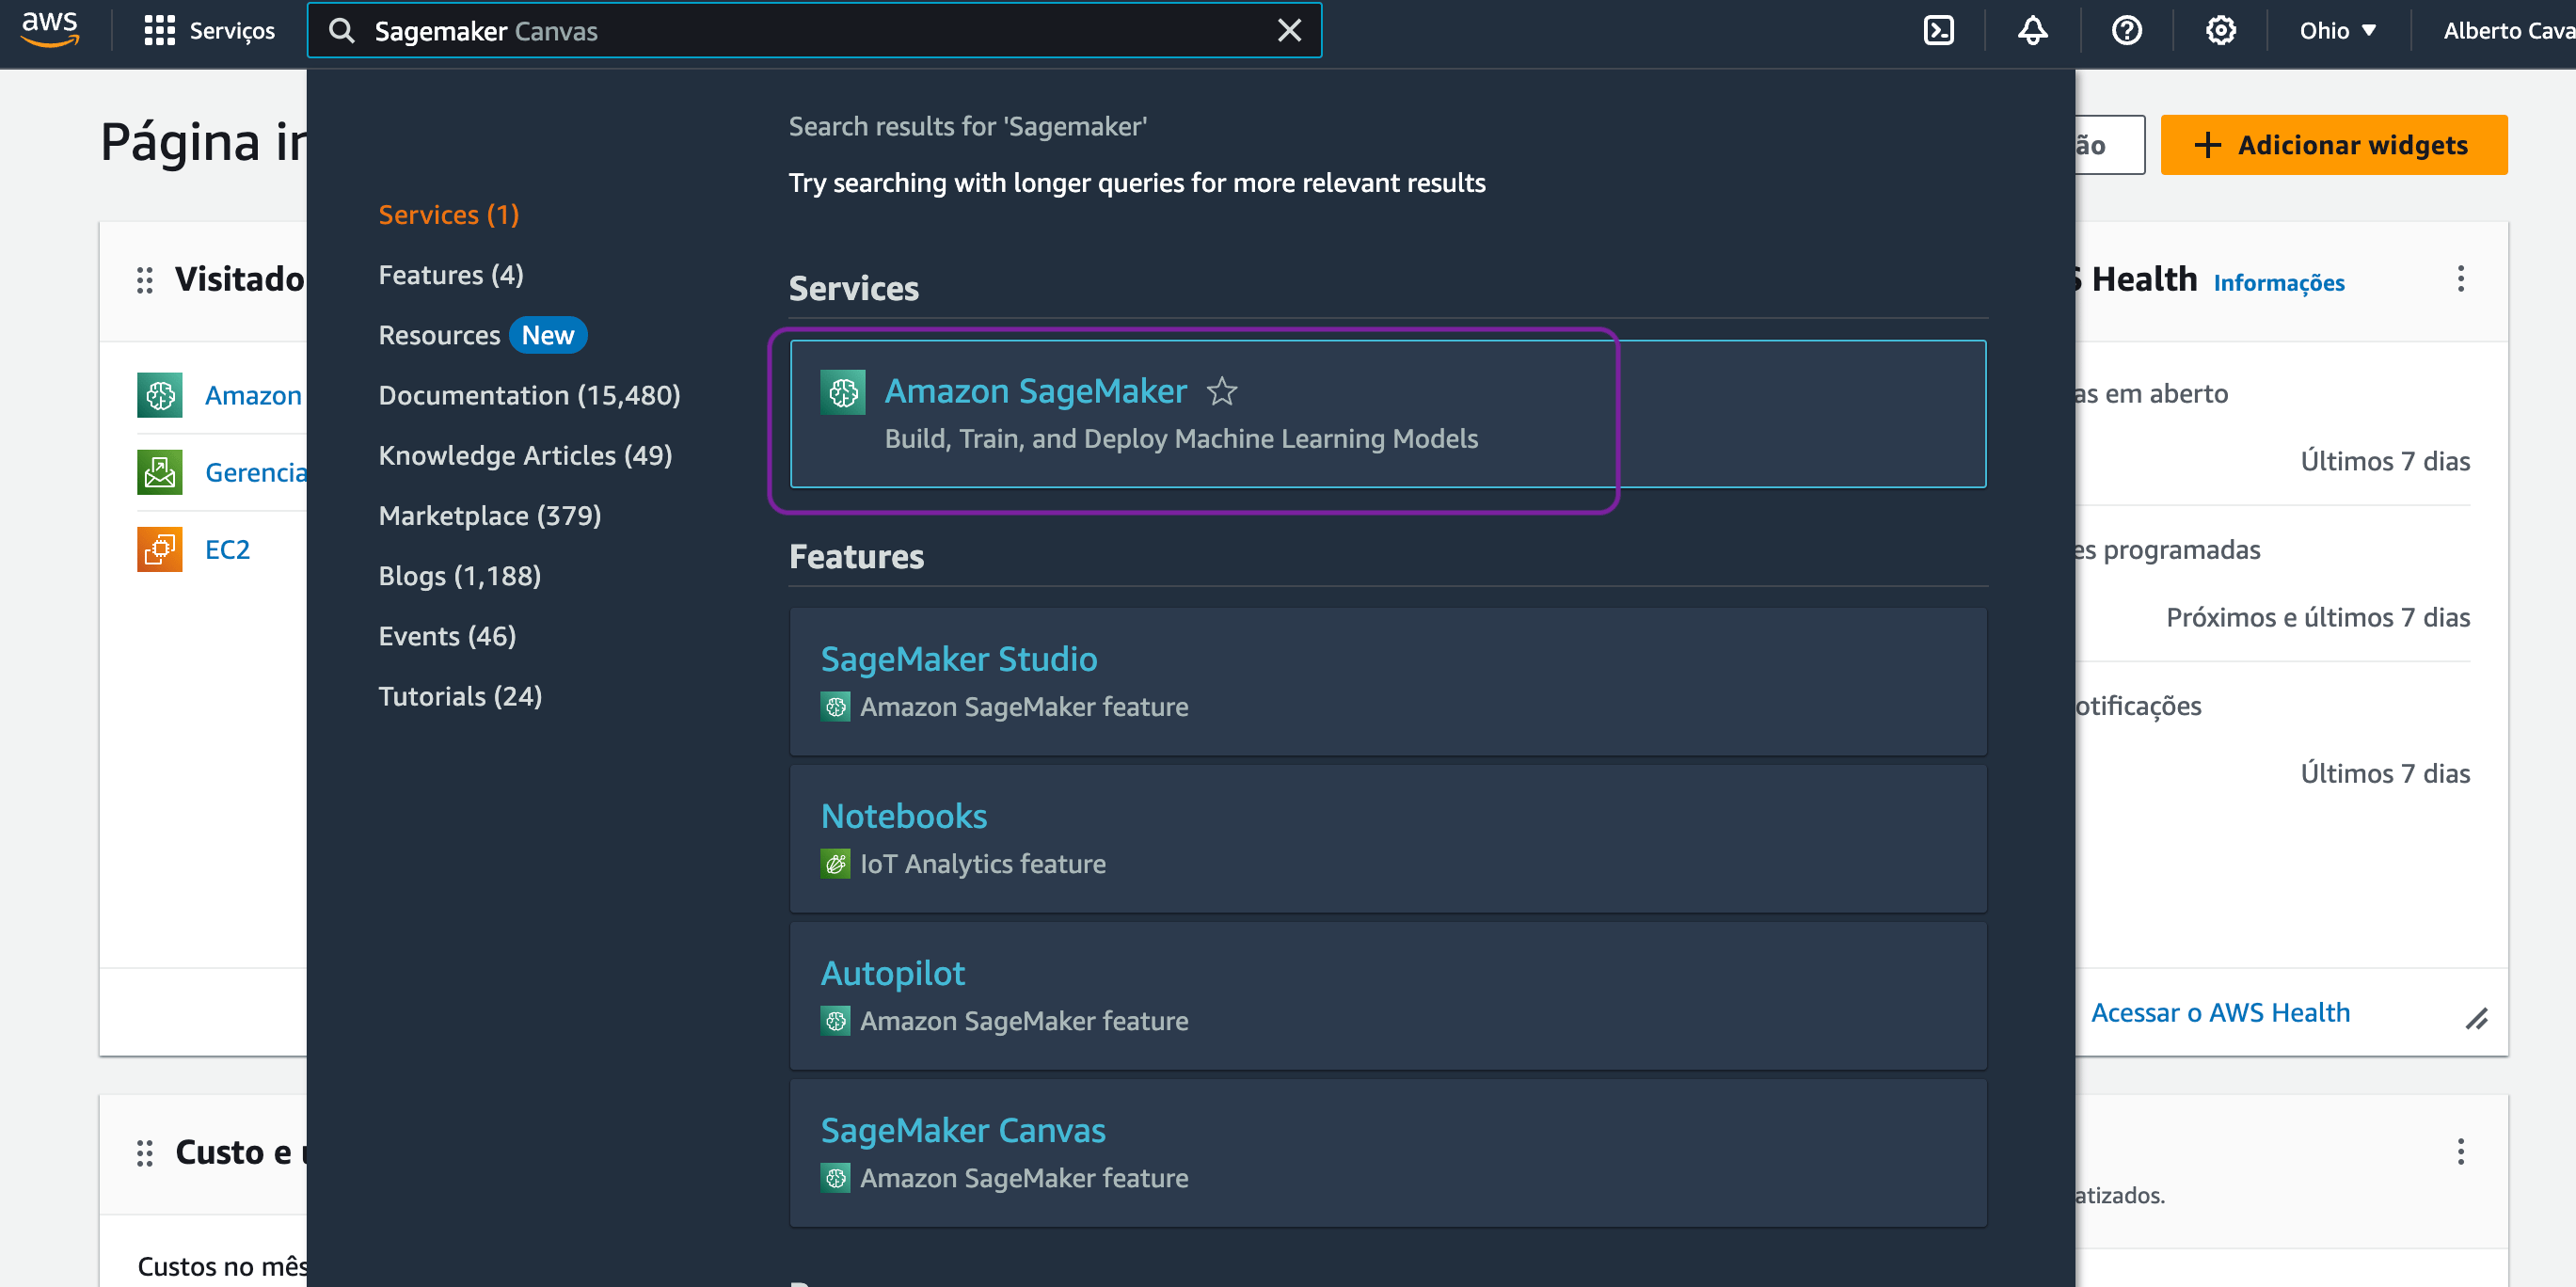 aws
Serviços
Sagemaker Canvas
Ohio
Alberto Cava
Search results for 'Sagemaker'
Try searching with longer queries for more relevant results
Services (1)
Features (4)
Resources New
Documentation (15,480)
Knowledge Articles (49)
Marketplace (379)
Blogs (1,188)
Events (46)
Tutorials (24)
Services
Amazon SageMaker
Build, Train, and Deploy Machine Learning Models
Features
SageMaker Studio
Amazon SageMaker feature
Notebooks
IoT Analytics feature
Autopilot
Amazon SageMaker feature
SageMaker Canvas
Amazon SageMaker feature
Página in
ão
Adicionar widgets
Visitado
Amazon
Gerencia
EC2
S Health Informações
as em aberto
Últimos 7 dias
es programadas
Próximos e últimos 7 dias
otificações
Últimos 7 dias
Acessar o AWS Health
Custo e u
Custos no mês
atizados.